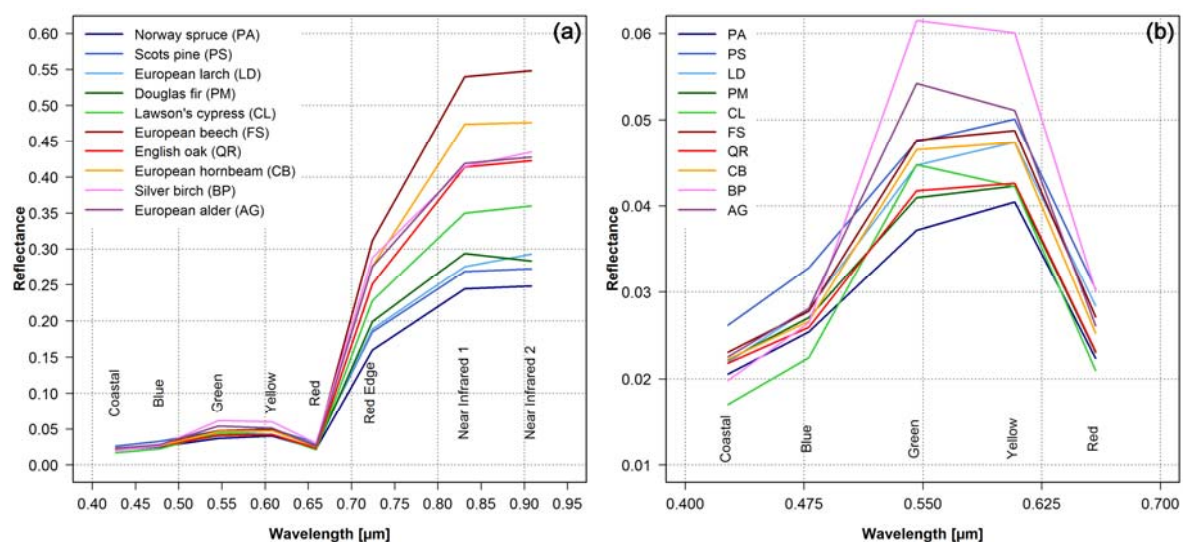 (a)
0.60
0.55
0.50
0.45
0.40
0.35
0.30
0.25
0.20
0.15
0.10
0.05
0.00
Reflectance
Norway spruce (PA)
Scots pine (PS)
European larch (LD)
Douglas fir (PM)
Lawson's cypress (CL)
European beech (FS)
English oak (QR)
European hornbeam (CB)
Silver birch (BP)
European alder (AG)
Coastal
Blue
Green
Yellow
Red
Red Edge
Near Infrared 1
Near Infrared 2
0.40 0.45 0.50 0.55 0.60 0.65 0.70 0.75 0.80 0.85 0.90 0.95
Wavelength [µm]
(b)
0.06
0.05
0.04
0.03
0.02
0.01
Reflectance
PA
PS
LD
PM
CL
FS
QR
CB
BP
AG
Coastal
Blue
Green
Yellow
Red
0.400 0.475 0.550 0.625 0.700
Wavelength [µm]